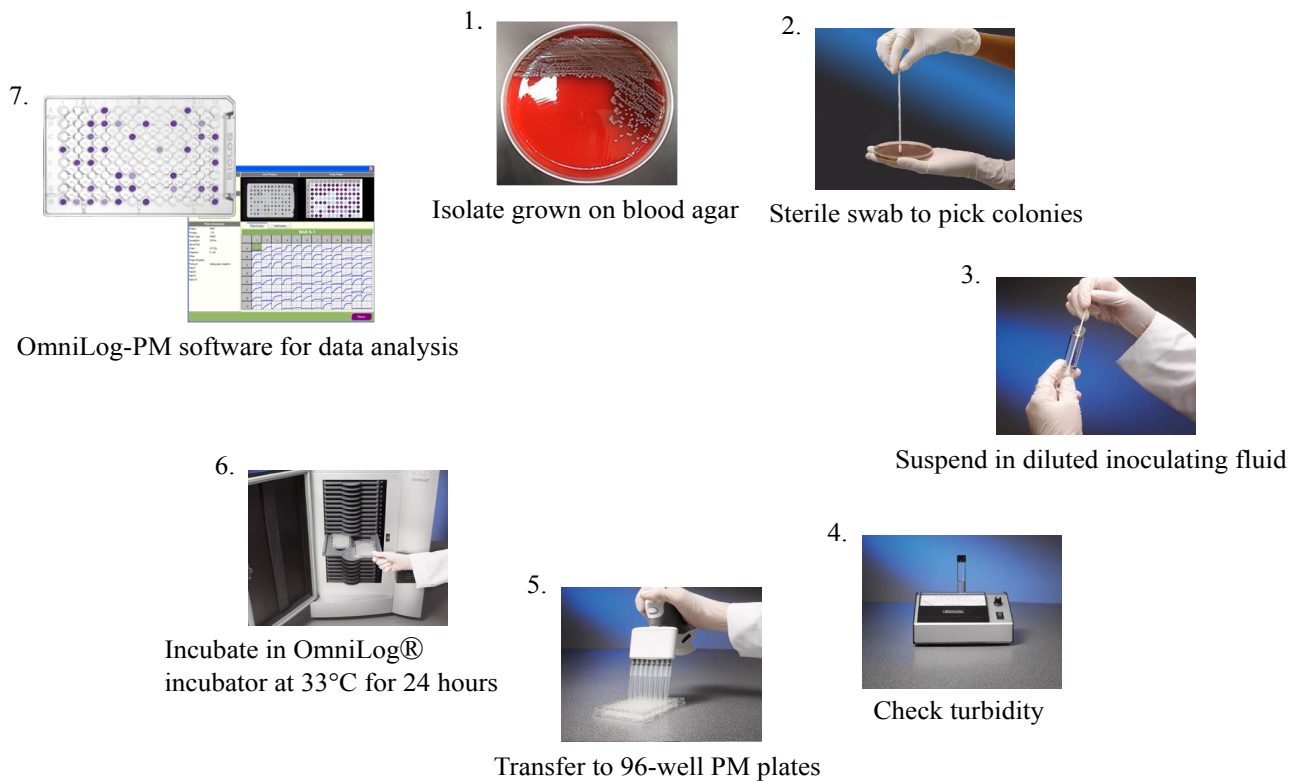 1.
Isolate grown on blood agar
2.
Sterile swab to pick colonies
3.
Suspend in diluted inoculating fluid
4.
Check turbidity
5.
Transfer to 96-well PM plates
6.
Incubate in OmniLog®
incubator at 33°C for 24 hours
7.
OmniLog-PM software for data analysis